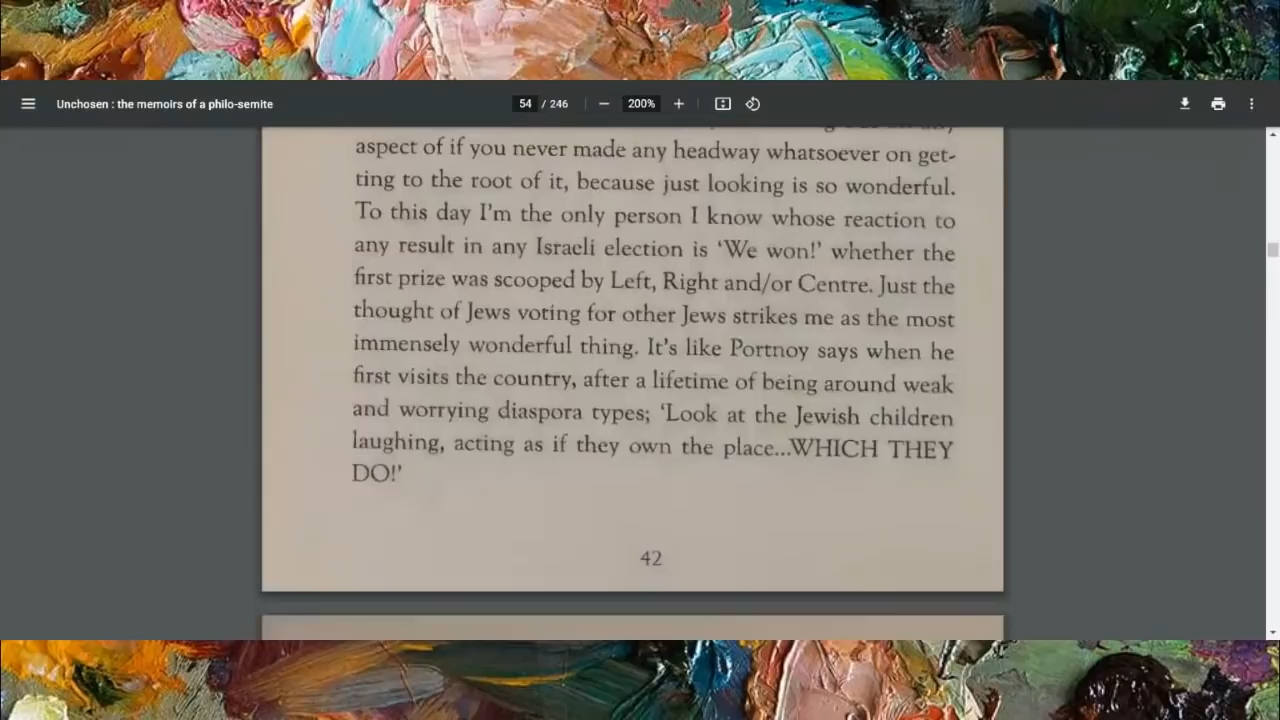 Unchosen : the memoirs of a philo-semite
54 / 246
200%
aspect of if you never made any headway whatsoever on get-
ting to the root of it, because just looking is so wonderful.
To this day I'm the only person I know whose reaction to
any result in any Israeli election is ‘We won!’ whether the
first prize was scooped by Left, Right and/or Centre. Just the
thought of Jews voting for other Jews strikes me as the most
immensely wonderful thing. It's like Portnoy says when he
first visits the country, after a lifetime of being around weak
and worrying diaspora types; ‘Look at the Jewish children
laughing, acting as if they own the place...WHICH THEY
DO!’
42